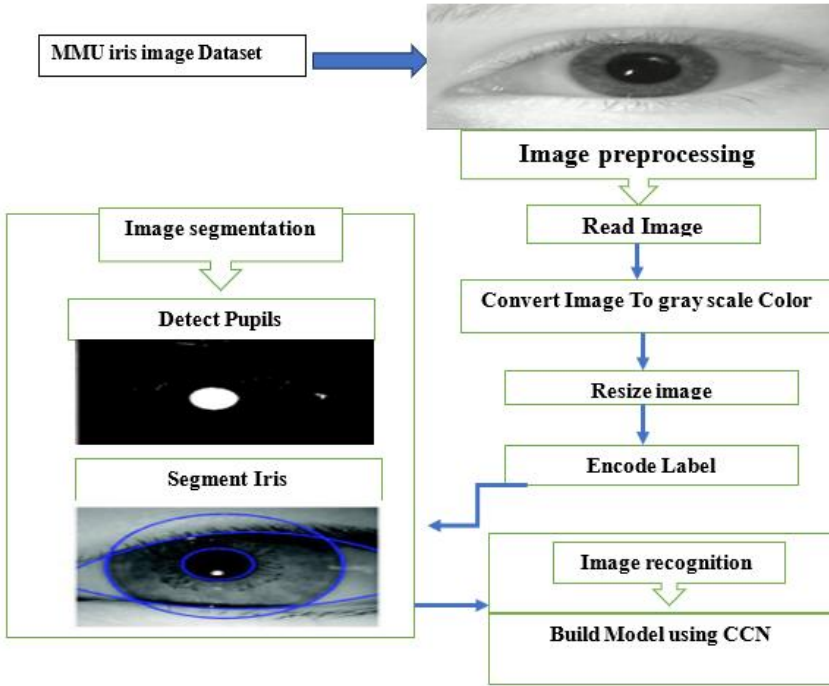 MMU iris image Dataset
Image preprocessing
Read Image
Convert Image To gray scale Color
Resize image
Encode Label
Image segmentation
Detect Pupils
Segment Iris
Image recognition
Build Model using CCN